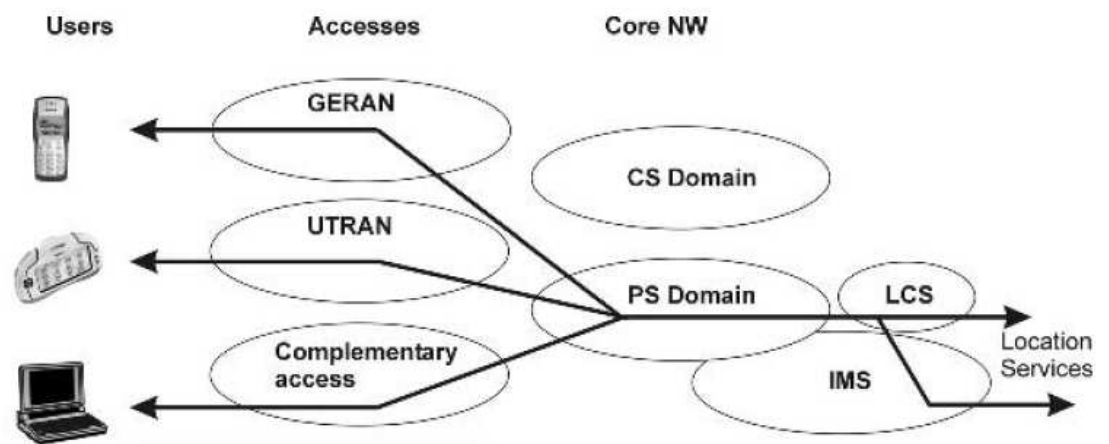 Users Accesses Core NW
GERAN
CS Domain
UTRAN
PS Domain LCS
Location
Services
Complementary
access
IMS